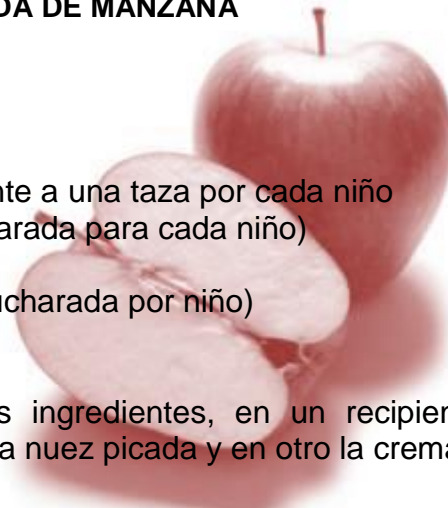 DA DE MANZANA
nte a una taza por cada niño
arada para cada niño)
ucharada por niño)
s ingredientes, en un recipien
a nuez picada y en otro la crema